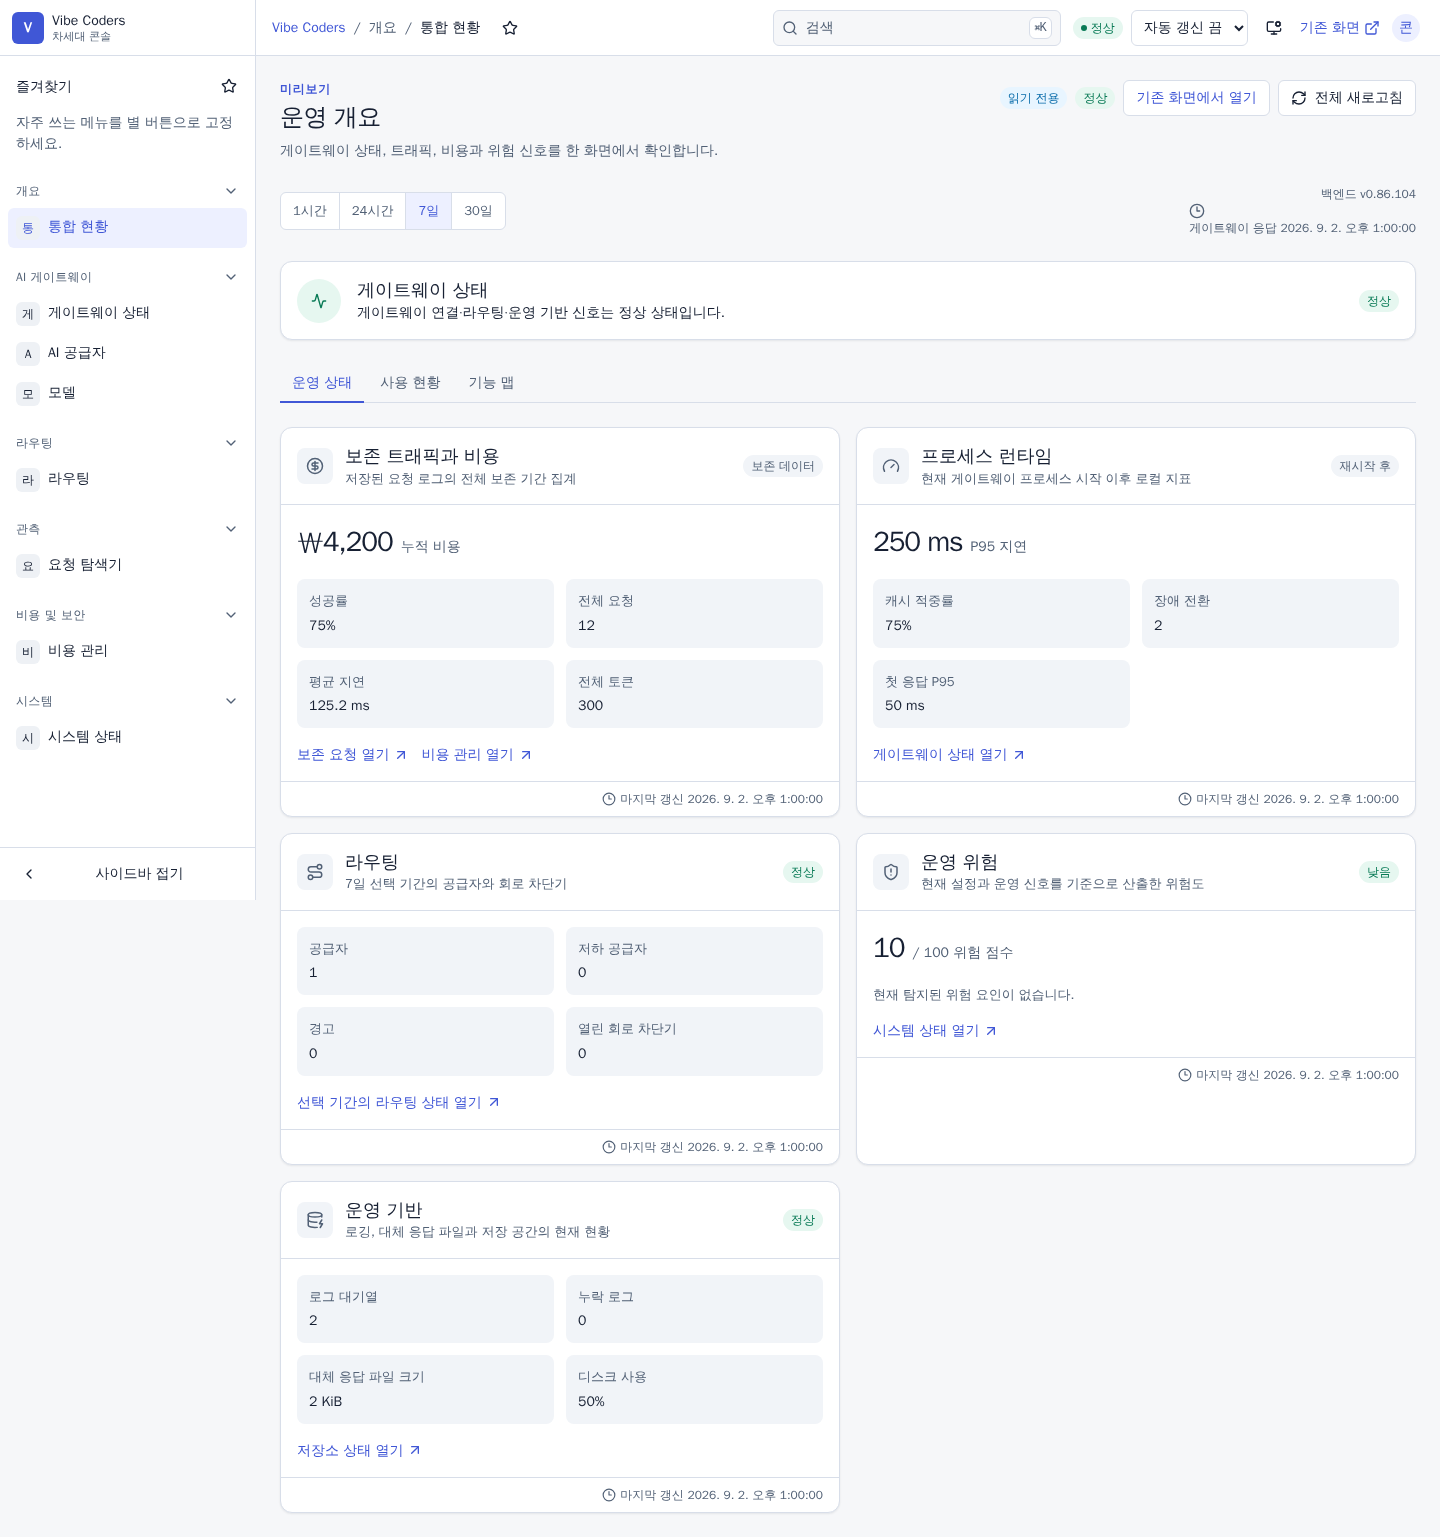 V
Vibe Coders
차세대 콘솔
Vibe Coders / 개요 / 통합 현황
검색
⌘K
정상
자동 갱신 끔
기존 화면
콘
즐겨찾기
자주 쓰는 메뉴를 별 버튼으로 고정
하세요.
개요
통 통합 현황
AI 게이트웨이
게 게이트웨이 상태
A AI 공급자
모 모델
라우팅
라 라우팅
관측
요 요청 탐색기
비용 및 보안
비 비용 관리
시스템
시 시스템 상태
사이드바 접기
미리보기
운영 개요
게이트웨이 상태, 트래픽, 비용과 위험 신호를 한 화면에서 확인합니다.
읽기 전용
정상
기존 화면에서 열기
전체 새로고침
1시간
24시간
7일
30일
백엔드 v0.86.104
게이트웨이 응답 2026. 9. 2. 오후 1:00:00
게이트웨이 상태
게이트웨이 연결·라우팅·운영 기반 신호는 정상 상태입니다.
정상
운영 상태
사용 현황
기능 맵
보존 트래픽과 비용
저장된 요청 로그의 전체 보존 기간 집계
보존 데이터
₩4,200 누적 비용
성공률
75%
전체 요청
12
평균 지연
125.2 ms
전체 토큰
300
보존 요청 열기
비용 관리 열기
마지막 갱신 2026. 9. 2. 오후 1:00:00
프로세스 런타임
현재 게이트웨이 프로세스 시작 이후 로컬 지표
재시작 후
250 ms P95 지연
캐시 적중률
75%
장애 전환
2
첫 응답 P95
50 ms
게이트웨이 상태 열기
마지막 갱신 2026. 9. 2. 오후 1:00:00
라우팅
7일 선택 기간의 공급자와 회로 차단기
정상
공급자
1
저하 공급자
0
경고
0
열린 회로 차단기
0
선택 기간의 라우팅 상태 열기
마지막 갱신 2026. 9. 2. 오후 1:00:00
운영 위험
현재 설정과 운영 신호를 기준으로 산출한 위험도
낮음
10 / 100 위험 점수
현재 탐지된 위험 요인이 없습니다.
시스템 상태 열기
마지막 갱신 2026. 9. 2. 오후 1:00:00
운영 기반
로깅, 대체 응답 파일과 저장 공간의 현재 현황
정상
로그 대기열
2
누락 로그
0
대체 응답 파일 크기
2 KiB
디스크 사용
50%
저장소 상태 열기
마지막 갱신 2026. 9. 2. 오후 1:00:00